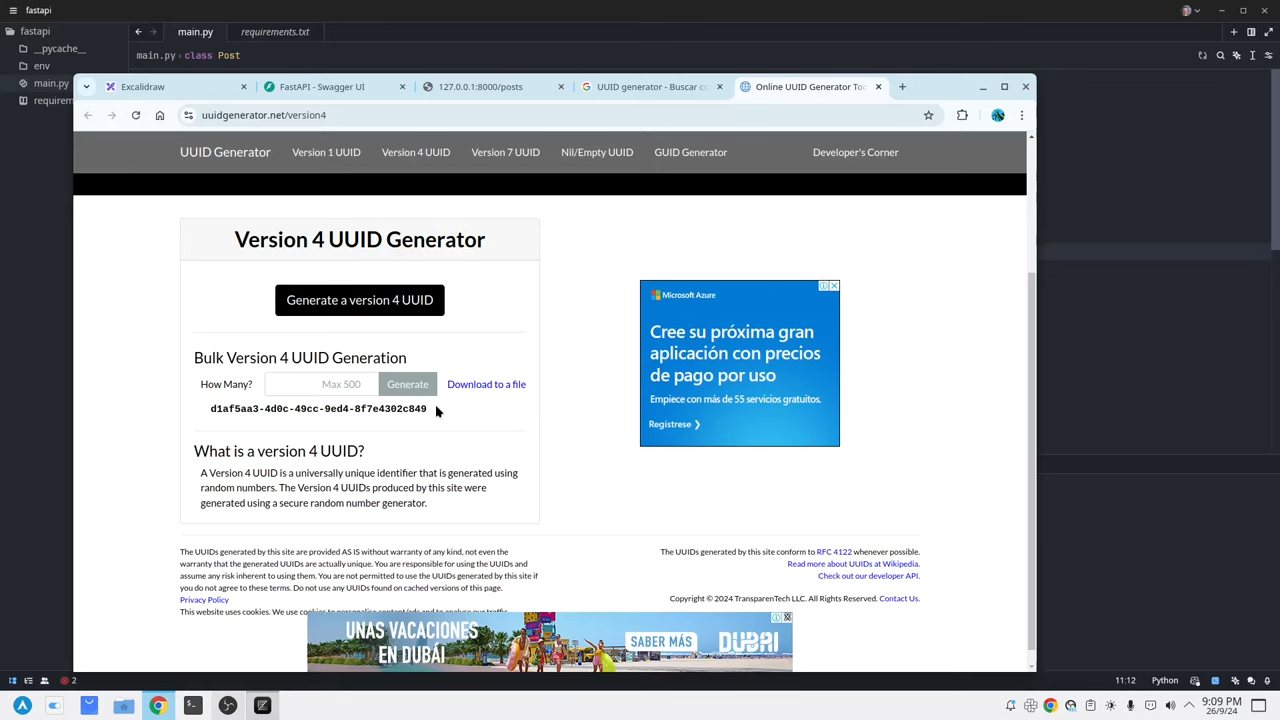 fastapi
fastapi
main.py
requirements.txt
__pycache__
main.py › class Post
env
main.py
requirem
Excalidraw
FastAPI - Swagger UI
127.0.0.1:8000/posts
UUID generator - Buscar co
Online UUID Generator Too
uuidgenerator.net/version4
UUID Generator
Version 1 UUID
Version 4 UUID
Version 7 UUID
Nil/Empty UUID
GUID Generator
Developer's Corner
Version 4 UUID Generator
Generate a version 4 UUID
Bulk Version 4 UUID Generation
How Many?
Max 500
Generate
Download to a file
d1af5aa3-4d0c-49cc-9ed4-8f7e4302c849
What is a version 4 UUID?
A Version 4 UUID is a universally unique identifier that is generated using
random numbers. The Version 4 UUIDs produced by this site were
generated using a secure random number generator.
Microsoft Azure
Cree su próxima gran
aplicación con precios
de pago por uso
Empiece con más de 55 servicios gratuitos.
Regístrese ❯
The UUIDs generated by this site are provided AS IS without warranty of any kind, not even the
warranty that the generated UUIDs are actually unique. You are responsible for using the UUIDs and
assume any risk inherent to using them. You are not permitted to use the UUIDs generated by this site if
you do not agree to these terms. Do not use any UUIDs found on cached versions of this page.
Privacy Policy
This website uses cookies. We use cookies to personalise content/ads and to analyse our traffic.
The UUIDs generated by this site conform to RFC 4122 whenever possible.
Read more about UUIDs at Wikipedia.
Check out our developer API.
Copyright © 2024 TransparenTech LLC. All Rights Reserved. Contact Us.
UNAS VACACIONES
EN DUBÁI
SABER MÁS
DUBAI
2
11:12
Python
9:09 PM
26/9/24